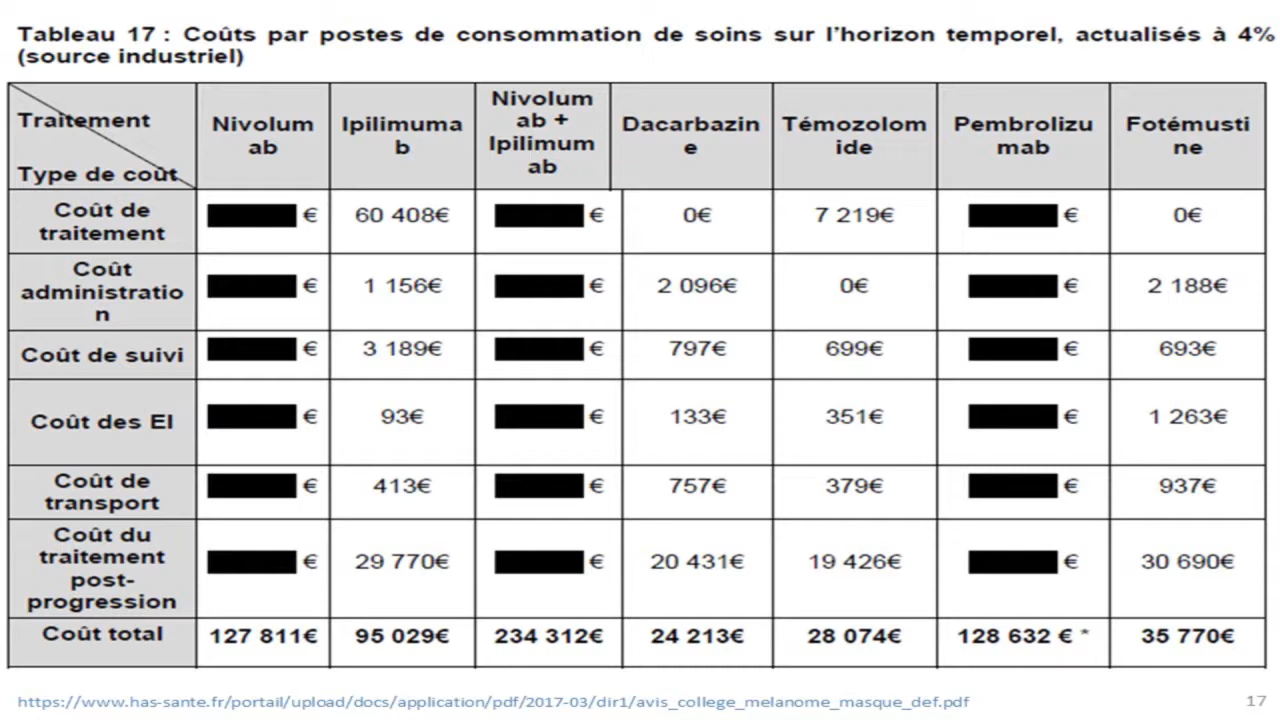 Tableau 17 : Coûts par postes de consommation de soins sur l'horizon temporel, actualisés à 4%
(source industriel)
Traitement
Type de coût
Nivolum
ab
Ipilimuma
b
Nivolum
ab +
Ipilimum
ab
Dacarbazin
e
Témozolom
ide
Pembrolizu
mab
Fotémusti
ne
Coût de
traitement
€
60 408€
€
0€
7 219€
€
0€
Coût
administratio
n
€
1 156€
€
2 096€
0€
€
2 188€
Coût de suivi
€
3 189€
€
797€
699€
€
693€
Coût des EI
€
93€
€
133€
351€
€
1 263€
Coût de
transport
€
413€
€
757€
379€
€
937€
Coût du
traitement
post-
progression
€
29 770€
€
20 431€
19 426€
€
30 690€
Coût total
127 811€
95 029€
234 312€
24 213€
28 074€
128 632 € *
35 770€
https://www.has-sante.fr/portail/upload/docs/application/pdf/2017-03/dir1/avis_college_melanome_masque_def.pdf
17